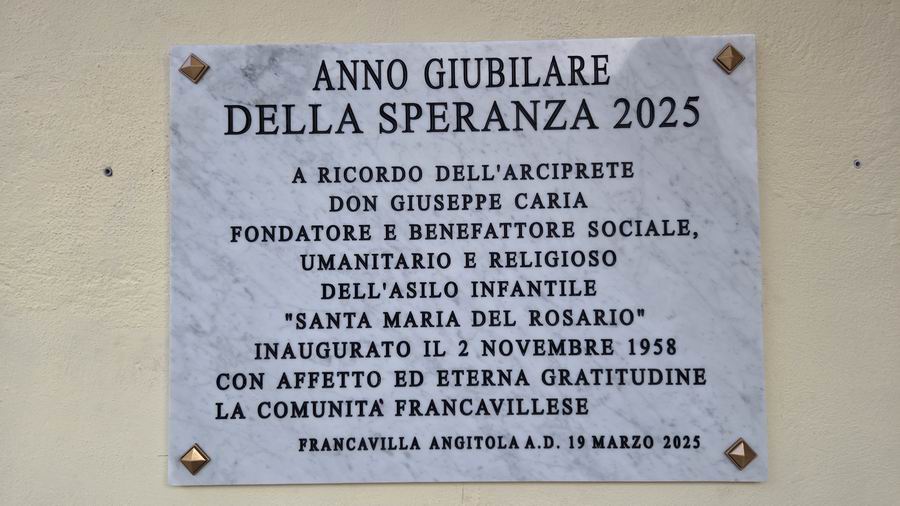 ANNO GIUBILARE
DELLA SPERANZA 2025
A RICORDO DELL'ARCIPRETE
DON GIUSEPPE CARIA
FONDATORE E BENEFATTORE SOCIALE,
UMANITARIO E RELIGIOSO
DELL'ASILO INFANTILE
"SANTA MARIA DEL ROSARIO"
INAUGURATO IL 2 NOVEMBRE 1958
CON AFFETTO ED ETERNA GRATITUDINE
LA COMUNITA' FRANCAVILLESE
FRANCAVILLA ANGITOLA A.D. 19 MARZO 2025